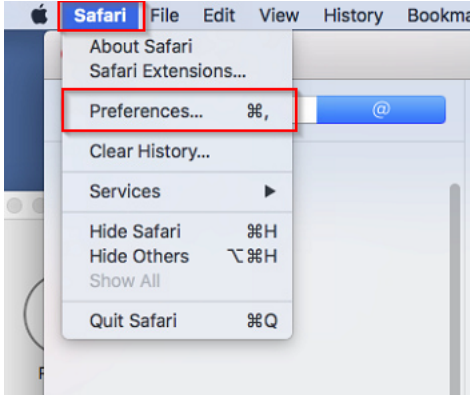 Safari File Edit View History Bookma
About Safari
Safari Extensions...
Preferences... ⌘,
@
Clear History...
Services ▶
Hide Safari ⌘H
Hide Others ⌥⌘H
Show All
Quit Safari ⌘Q
F